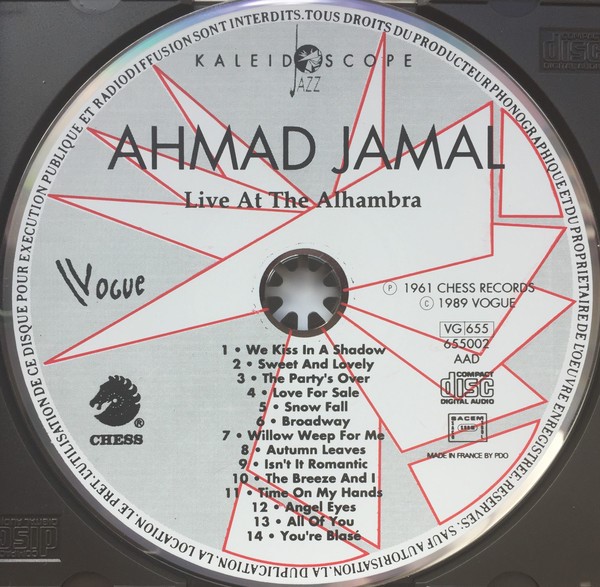 KALEIDOSCOPE
JAZZ
AHMAD JAMAL
Live At The Alhambra
VOGUE
Ⓟ 1961 CHESS RECORDS
© 1989 VOGUE
VG 655
655002
AAD
COMPACT
disc
DIGITAL AUDIO
SACEM
MADE IN FRANCE BY PDO
CHESS®
1 • We Kiss In A Shadow
2 • Sweet And Lovely
3 • The Party's Over
4 • Love For Sale
5 • Snow Fall
6 • Broadway
7 • Willow Weep For Me
8 • Autumn Leaves
9 • Isn't It Romantic
10 • The Breeze And I
11 • Time On My Hands
12 • Angel Eyes
13 • All Of You
14 • You're Blasé
TOUS DROITS DU PRODUCTEUR PHONOGRAPHIQUE ET DU PROPRIETAIRE DE L'OEUVRE ENREGISTREE RESERVES. SAUF AUTORISATION. LA DUPLICATION. LA LOCATION. LE PRET. L'UTILISATION DE CE DISQUE POUR EXECUTION PUBLIQUE ET RADIODIFFUSION SONT INTERDITS.